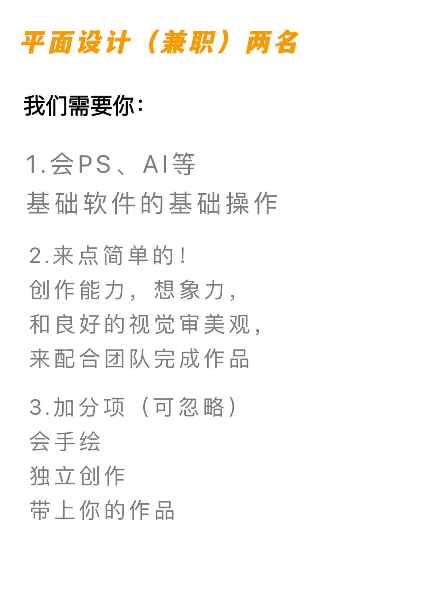 平面设计（兼职）两名
我们需要你：
1.会PS、AI等
基础软件的基础操作
2.来点简单的！
创作能力，想象力，
和良好的视觉审美观，
来配合团队完成作品
3.加分项（可忽略）
会手绘
独立创作
带上你的作品